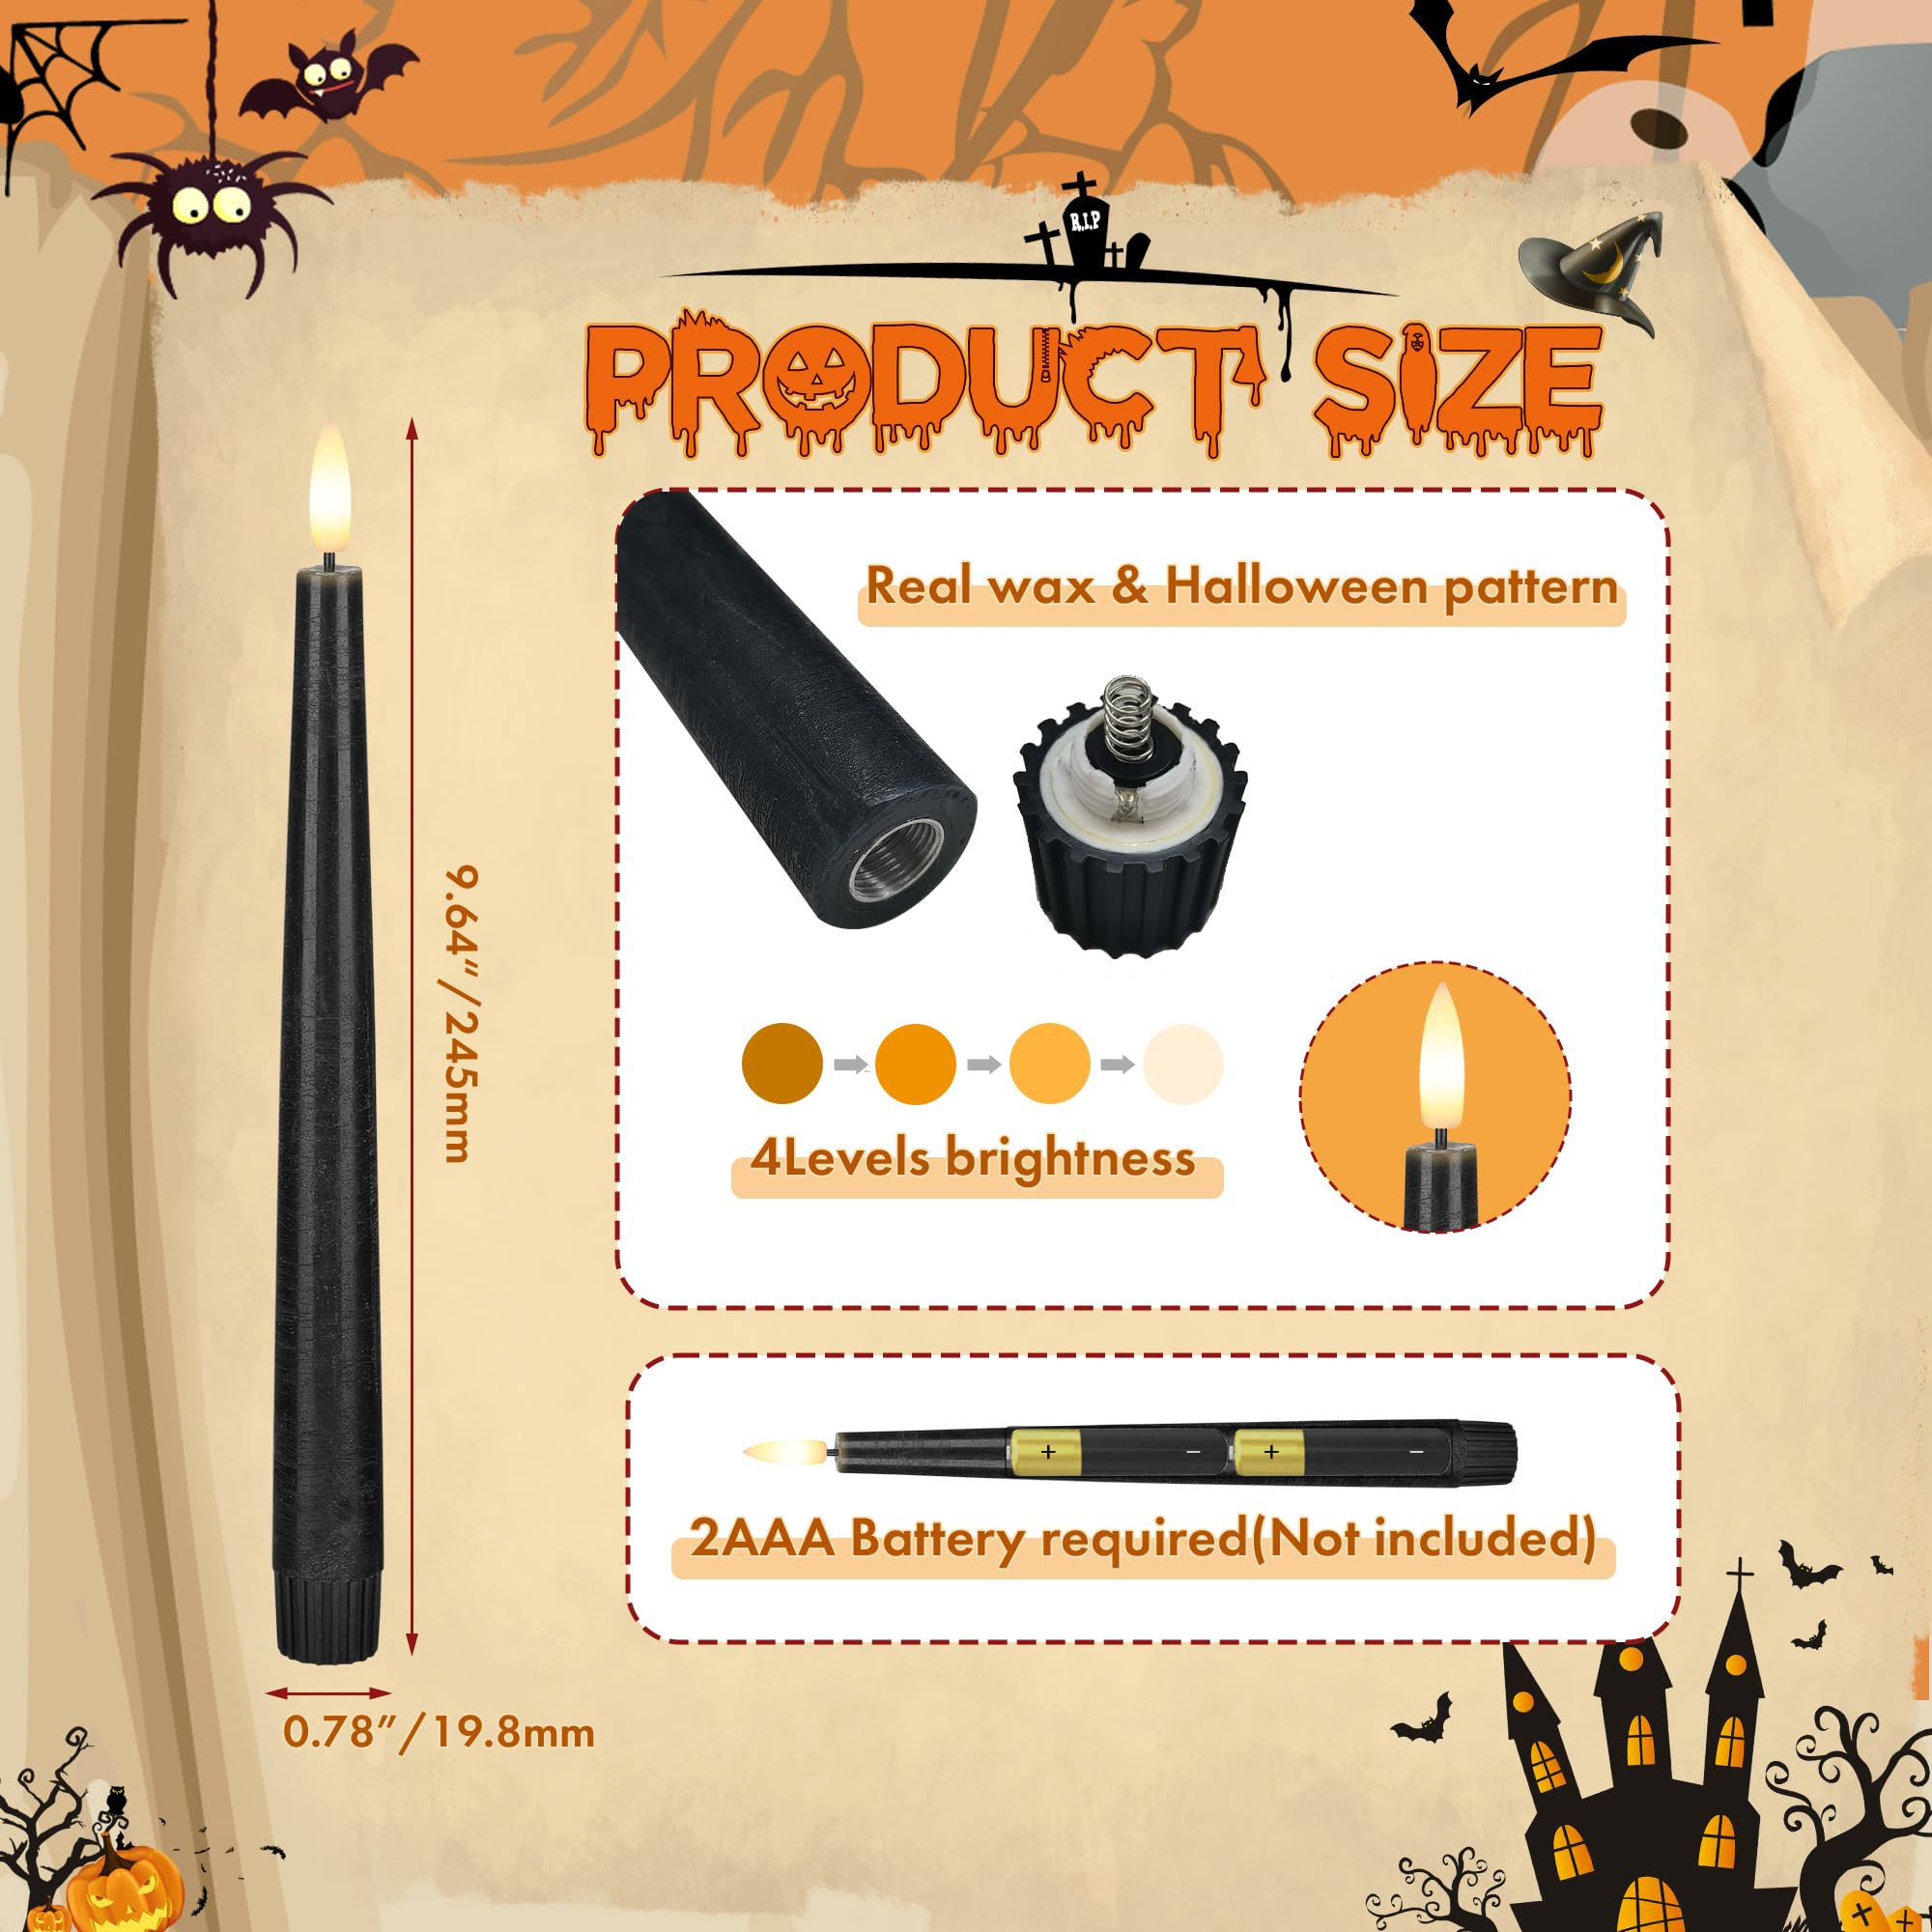 R.I.P
PRODUCT SIZE
Real wax & Halloween pattern
9.64”/245mm
4Levels brightness
+ − + −
2AAA Battery required(Not included)
0.78”/19.8mm